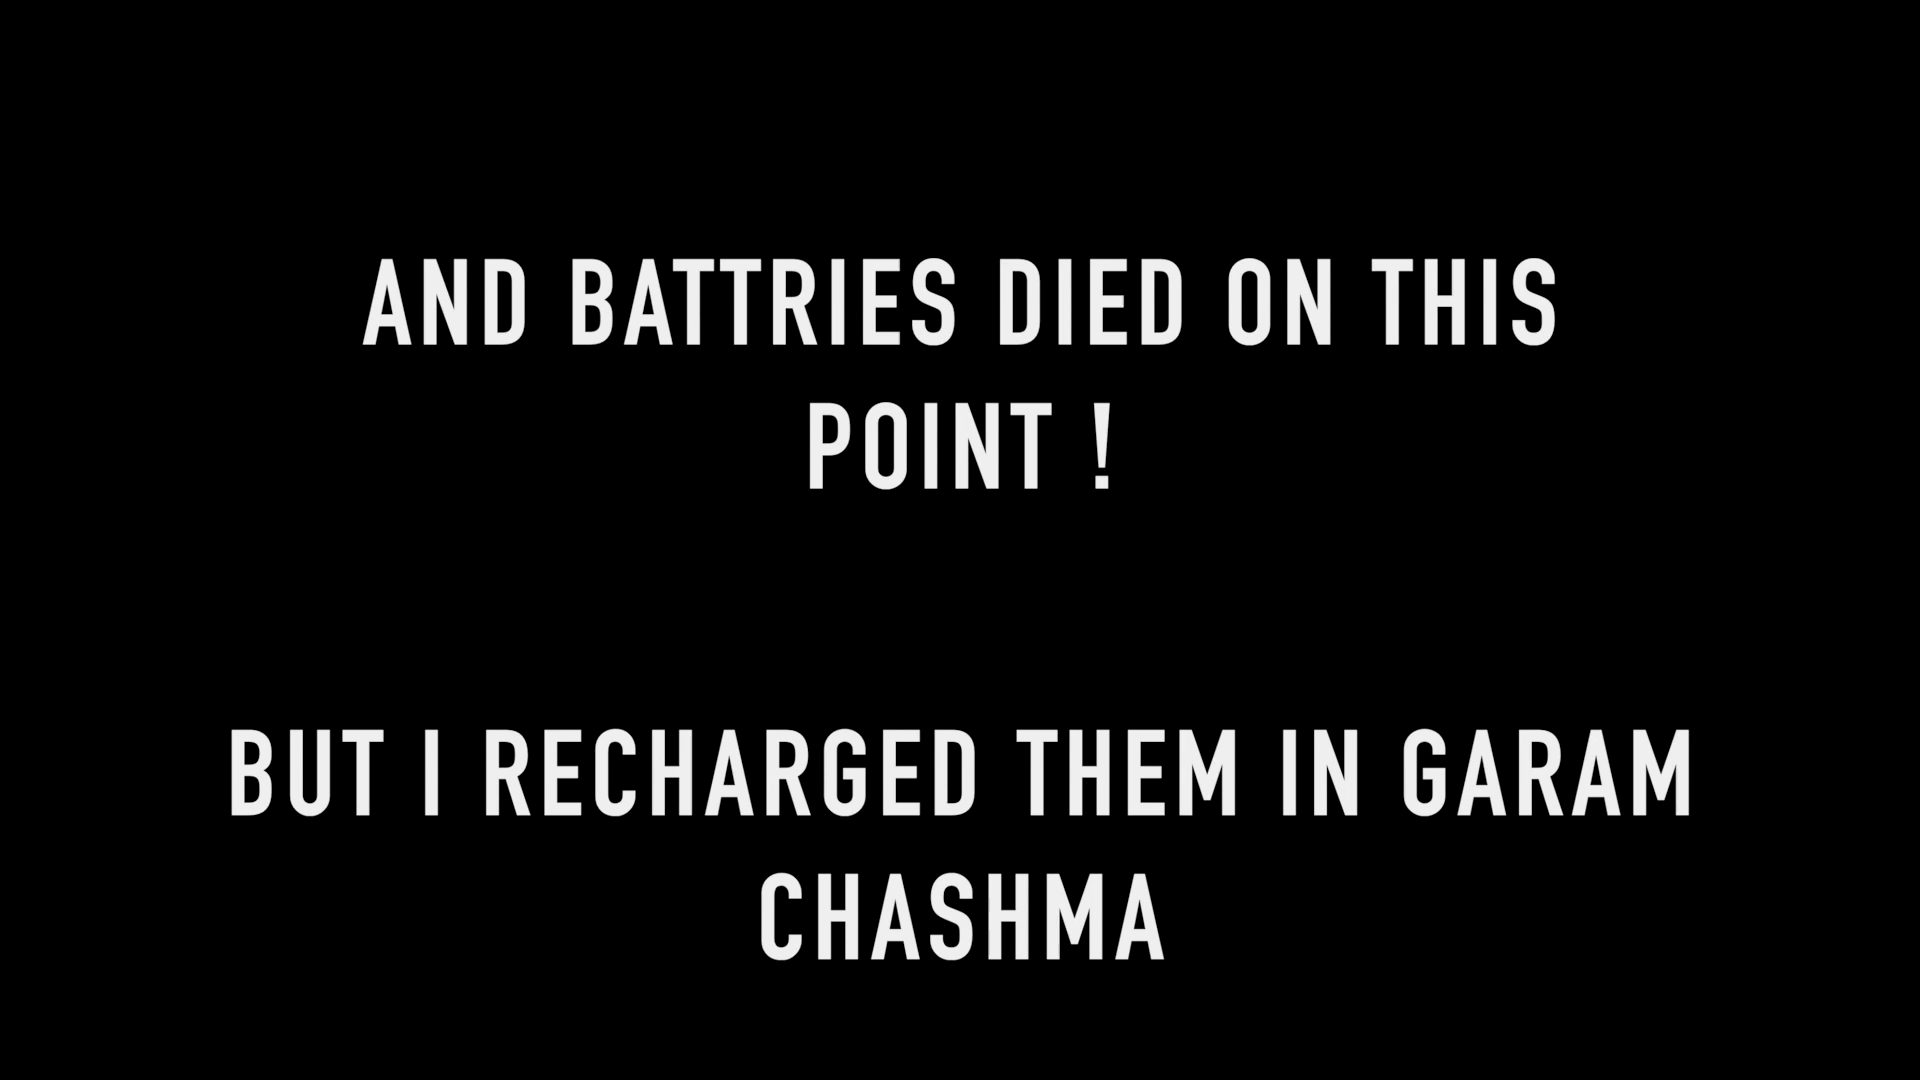 AND BATTRIES DIED ON THIS
POINT !
BUT I RECHARGED THEM IN GARAM
CHASHMA